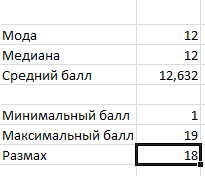 Мода 12
Медиана 12
Средний балл 12,632
Минимальный балл 1
Максимальный балл 19
Размах 18